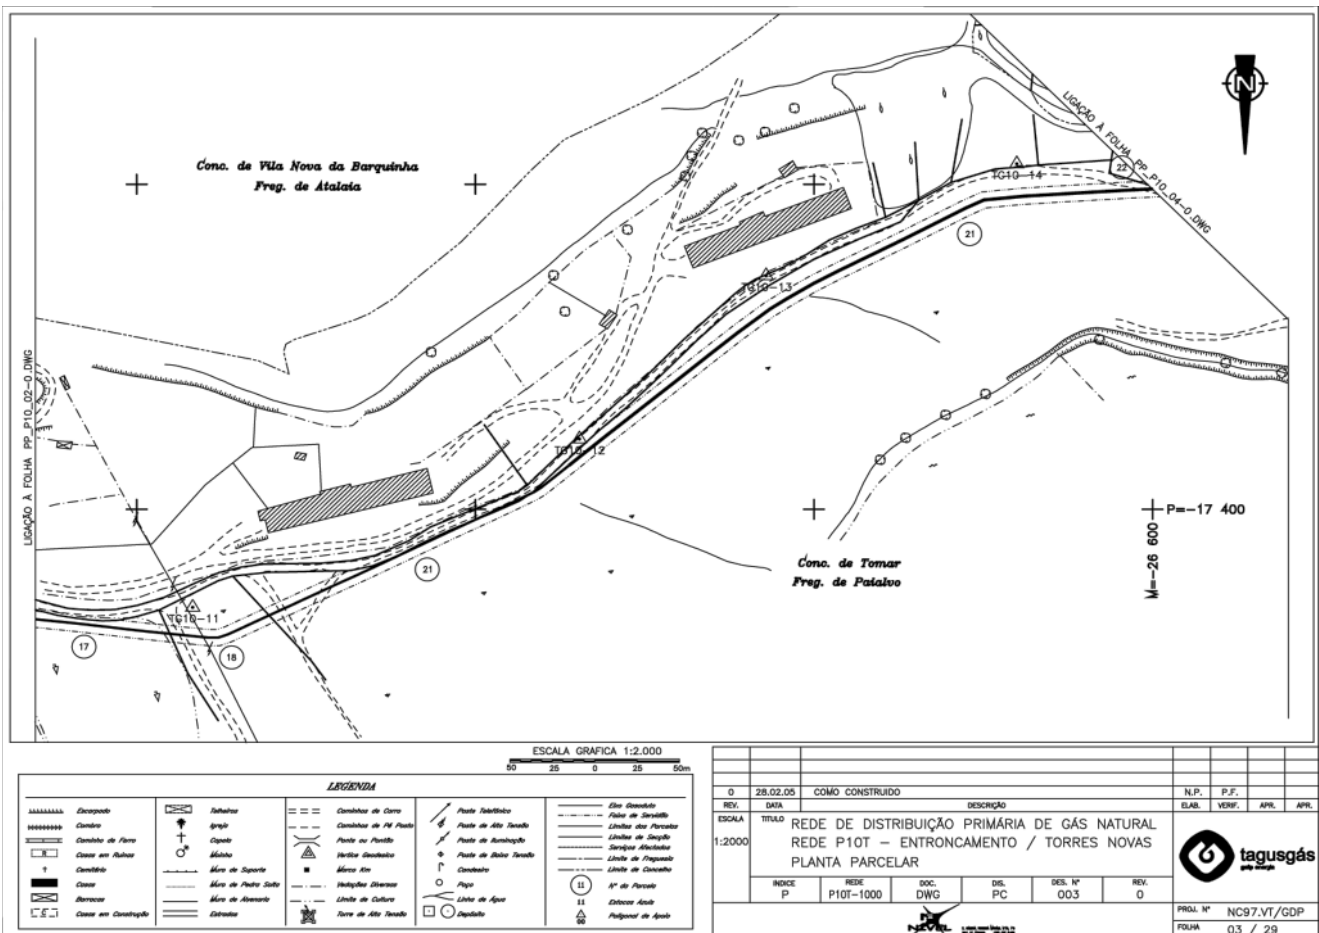 Conc. de Vila Nova da Barquinha
Freg. de Atalaia
LIGAÇÃO À FOLHA PP_P10_04-0.DWG
N
22
TG10-14
21
TG10-13
LIGAÇÃO À FOLHA PP_P10_02-0.DWG
TG10-12
P=-17 400
M=-26 600
Conc. de Tomar
Freg. de Paialvo
21
TG10-11
17
18
ESCALA GRAFICA 1:2.000
50 25 0 25 50m
LEGENDA
Escarpado
Combro
Caminho de Ferro
Casas em Ruínas
Cemitério
Casas
Barracas
Casas em Construção
Telheiros
Igreja
Capela
Moinho
Muro de Suporte
Muro de Pedra Solta
Muro de Alvenaria
Estradas
Caminhos de Carro
Caminhos de Pé Posto
Ponte ou Pontão
Vertice Geodesico
Marco Km
Vedações Diversas
Limite de Cultura
Torre de Alta Tensão
Poste Telefónico
Poste de Alta Tensão
Poste de Iluminação
Poste de Baixa Tensão
Candeeiro
Poço
Linha de Água
Depósito
Eixo Gasoduto
Faixa de Servidão
Limites das Parcelas
Limites de Secção
Serviços Afectados
Limite de Freguesia
Limite de Concelho
11 Nº da Parcela
11 Estacas Azuis
00 Poligonal de Apoio
0 28.02.05 COMO CONSTRUIDO N.P. P.F.
REV. DATA DESCRIÇÃO ELAB. VERIF. APR. APR.
ESCALA
1:2000
TITULO
REDE DE DISTRIBUIÇÃO PRIMÁRIA DE GÁS NATURAL
REDE P10T - ENTRONCAMENTO / TORRES NOVAS
PLANTA PARCELAR
tagusgás
galp energia
INDICE REDE DOC. DIS. DES. Nº REV.
P P10T-1000 DWG PC 003 0
NIVEL
PROJ. Nº NC97.VT/GDP
FOLHA 03 / 29